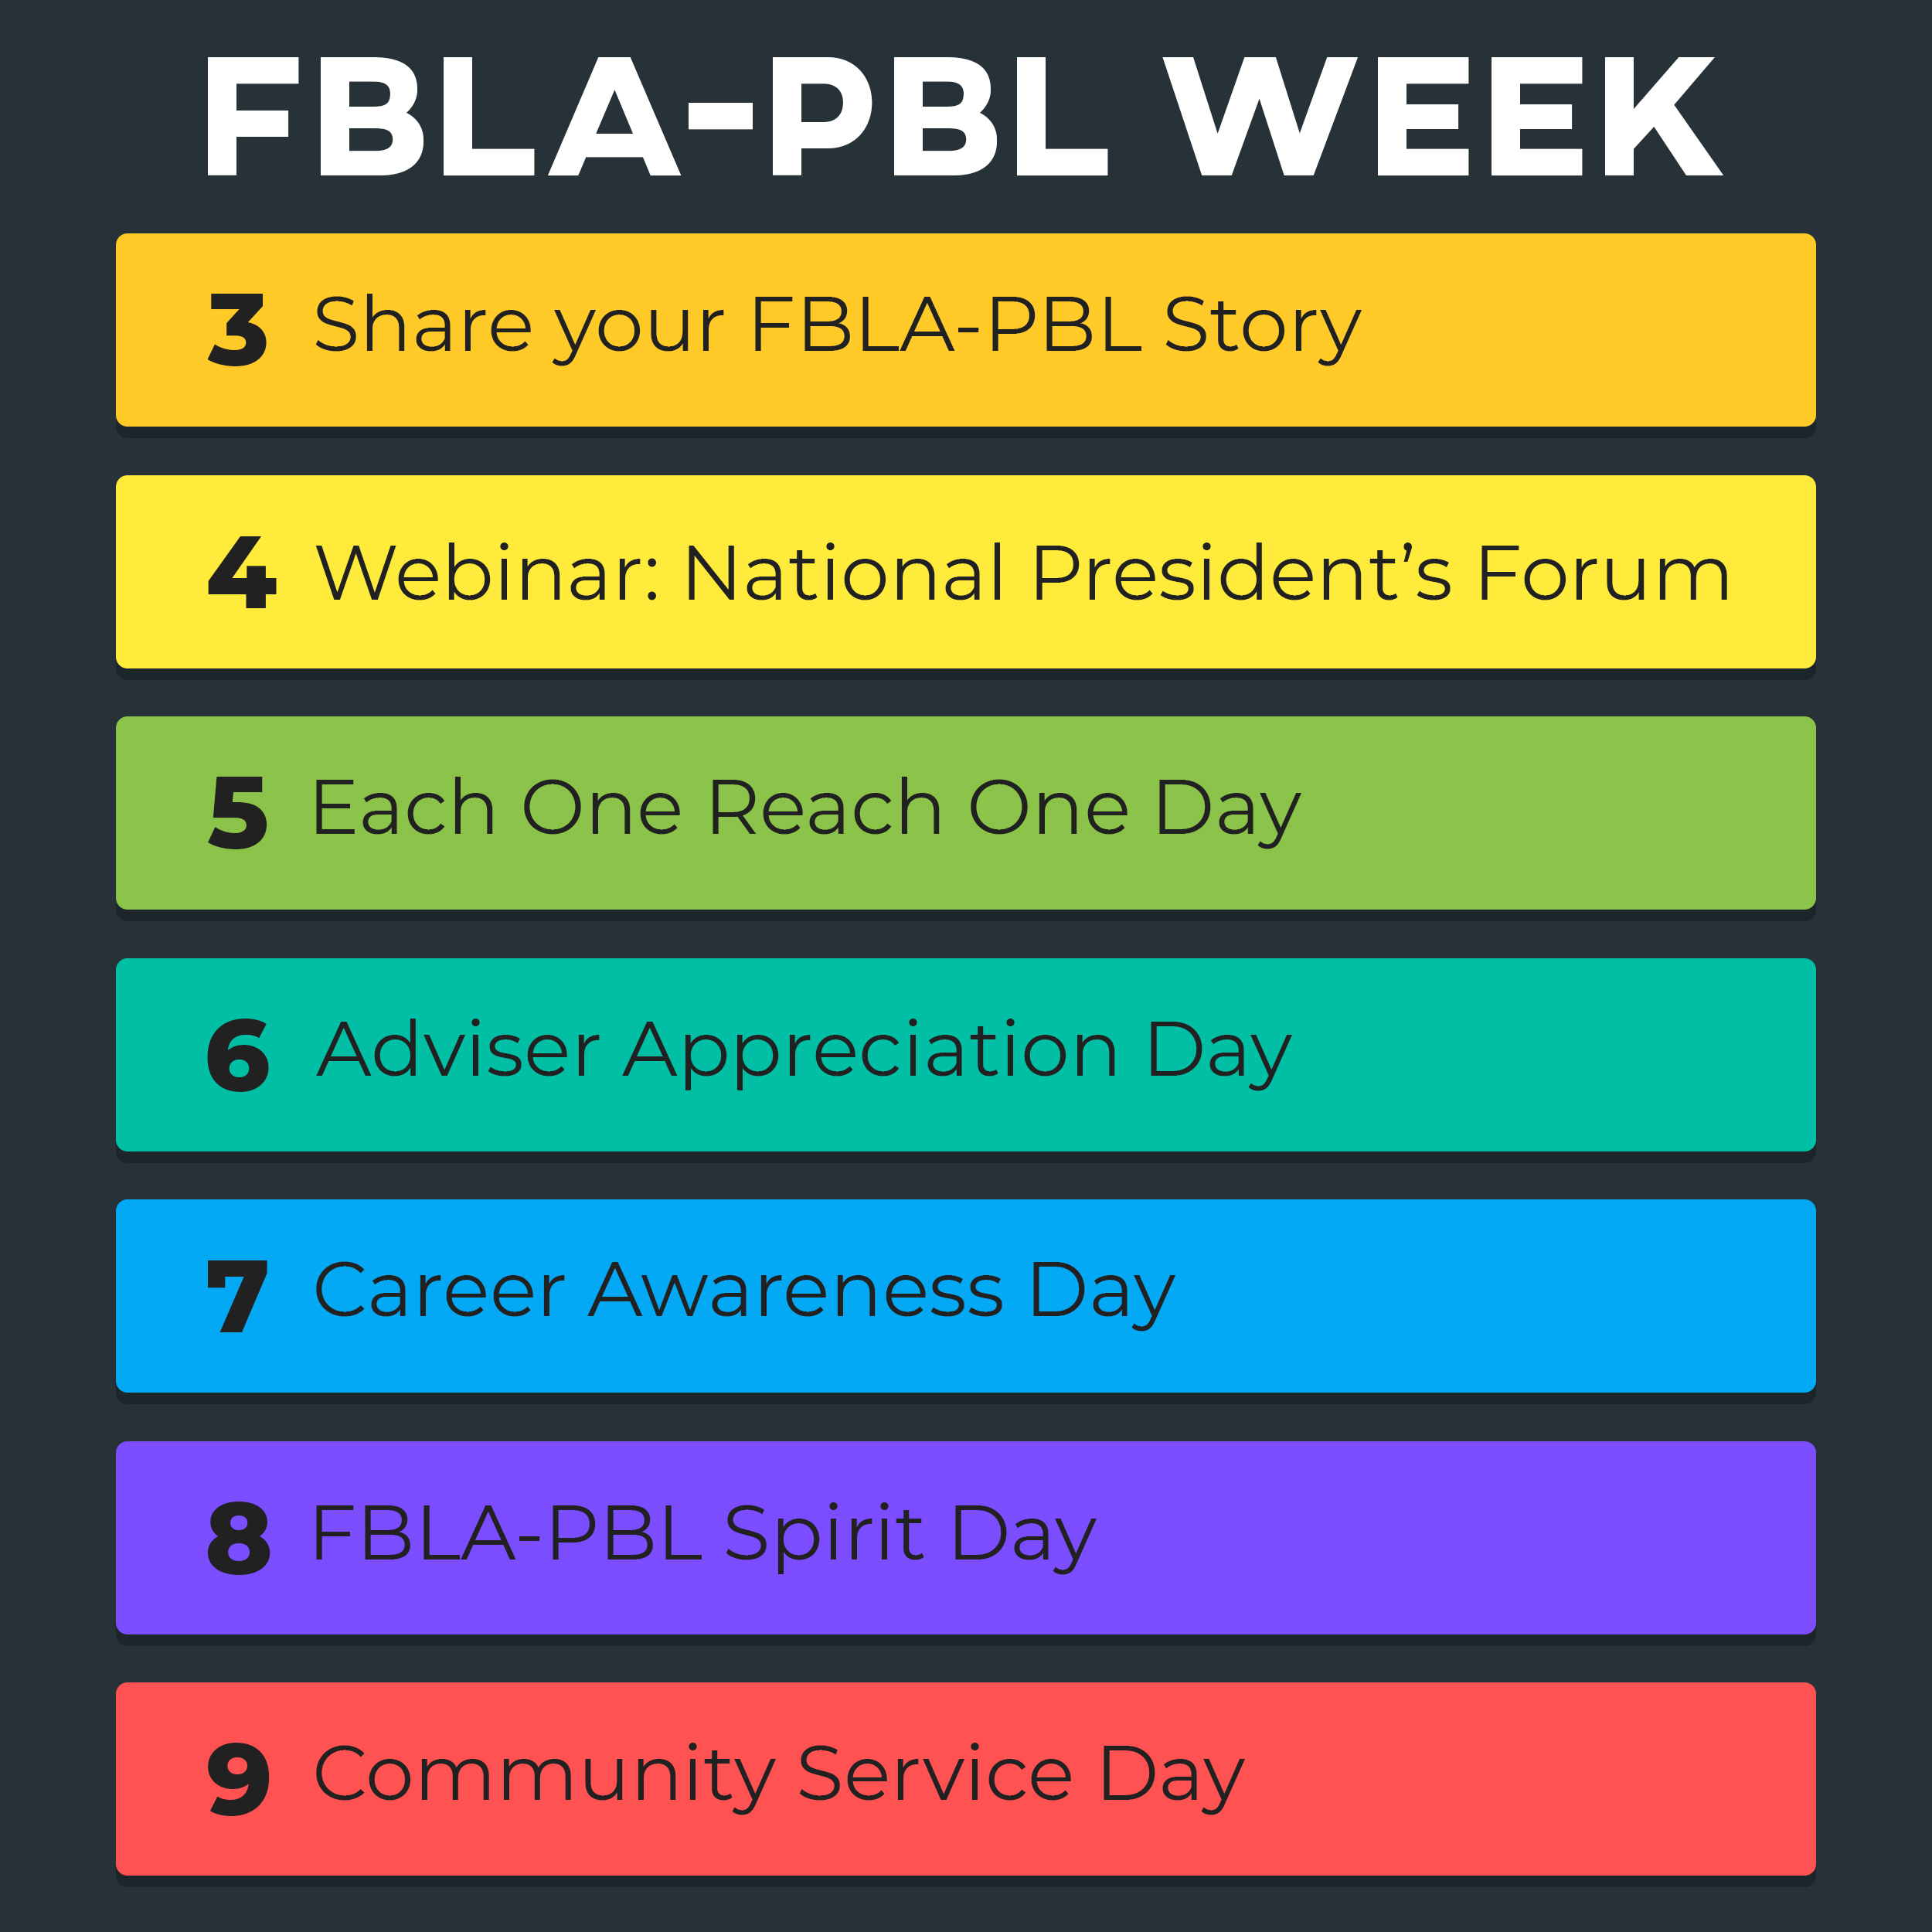 FBLA-PBL WEEK
3 Share your FBLA-PBL Story
4 Webinar: National President’s Forum
5 Each One Reach One Day
6 Adviser Appreciation Day
7 Career Awareness Day
8 FBLA-PBL Spirit Day
9 Community Service Day